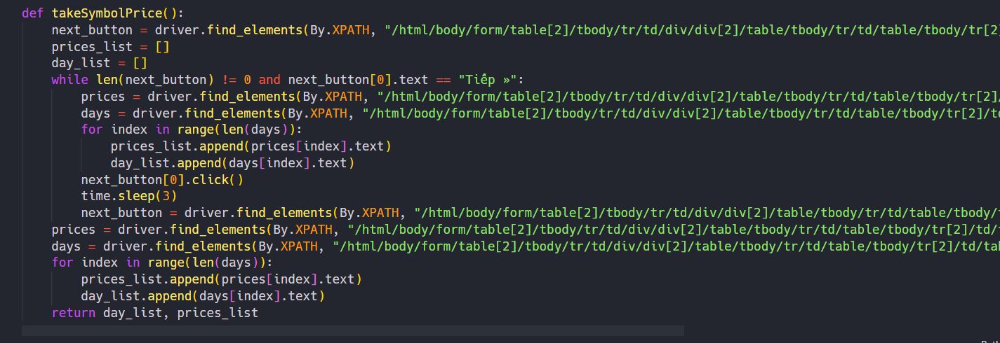 def takeSymbolPrice():
next_button = driver.find_elements(By.XPATH, "/html/body/form/table[2]/tbody/tr/td/div/div[2]/table/tbody/tr/td/table/tbody/tr[2]
prices_list = []
day_list = []
while len(next_button) != 0 and next_button[0].text == "Tiếp »":
prices = driver.find_elements(By.XPATH, "/html/body/form/table[2]/tbody/tr/td/div/div[2]/table/tbody/tr/td/table/tbody/tr[2]/
days = driver.find_elements(By.XPATH, "/html/body/form/table[2]/tbody/tr/td/div/div[2]/table/tbody/tr/td/table/tbody/tr[2]/td
for index in range(len(days)):
prices_list.append(prices[index].text)
day_list.append(days[index].text)
next_button[0].click()
time.sleep(3)
next_button = driver.find_elements(By.XPATH, "/html/body/form/table[2]/tbody/tr/td/div/div[2]/table/tbody/tr/td/table/tbody/
prices = driver.find_elements(By.XPATH, "/html/body/form/table[2]/tbody/tr/td/div/div[2]/table/tbody/tr/td/table/tbody/tr[2]/td/
days = driver.find_elements(By.XPATH, "/html/body/form/table[2]/tbody/tr/td/div/div[2]/table/tbody/tr/td/table/tbody/tr[2]/td/tab
for index in range(len(days)):
prices_list.append(prices[index].text)
day_list.append(days[index].text)
return day_list, prices_list